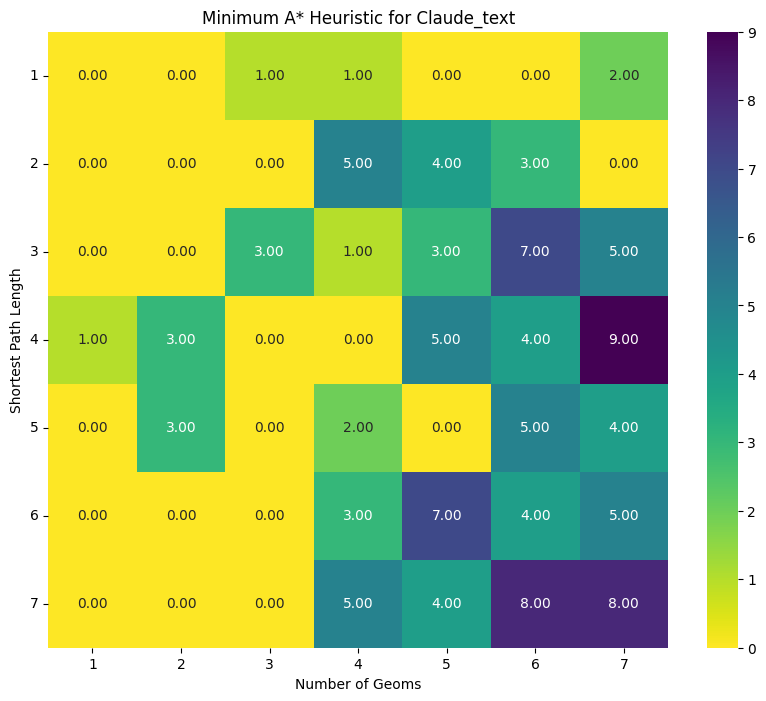 Minimum A* Heuristic for Claude_text
Shortest Path Length
1 0.00 0.00 1.00 1.00 0.00 0.00 2.00
2 0.00 0.00 0.00 5.00 4.00 3.00 0.00
3 0.00 0.00 3.00 1.00 3.00 7.00 5.00
4 1.00 3.00 0.00 0.00 5.00 4.00 9.00
5 0.00 3.00 0.00 2.00 0.00 5.00 4.00
6 0.00 0.00 0.00 3.00 7.00 4.00 5.00
7 0.00 0.00 0.00 5.00 4.00 8.00 8.00
1 2 3 4 5 6 7
Number of Geoms
9
8
7
6
5
4
3
2
1
0